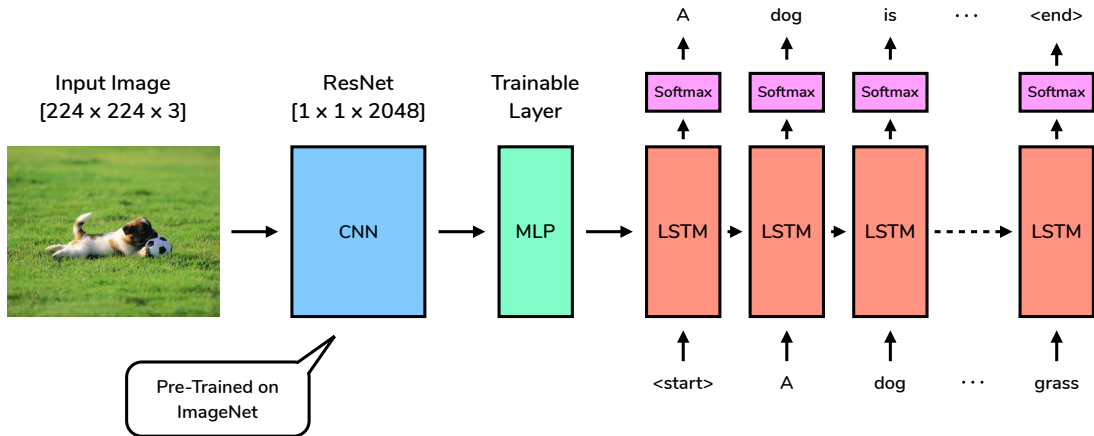 A dog is ... <end>
Input Image
[224 x 224 x 3]
ResNet
[1 x 1 x 2048]
Trainable
Layer
Softmax Softmax Softmax Softmax
CNN
MLP
LSTM LSTM LSTM LSTM
Pre-Trained on
ImageNet
<start> A dog ... grass